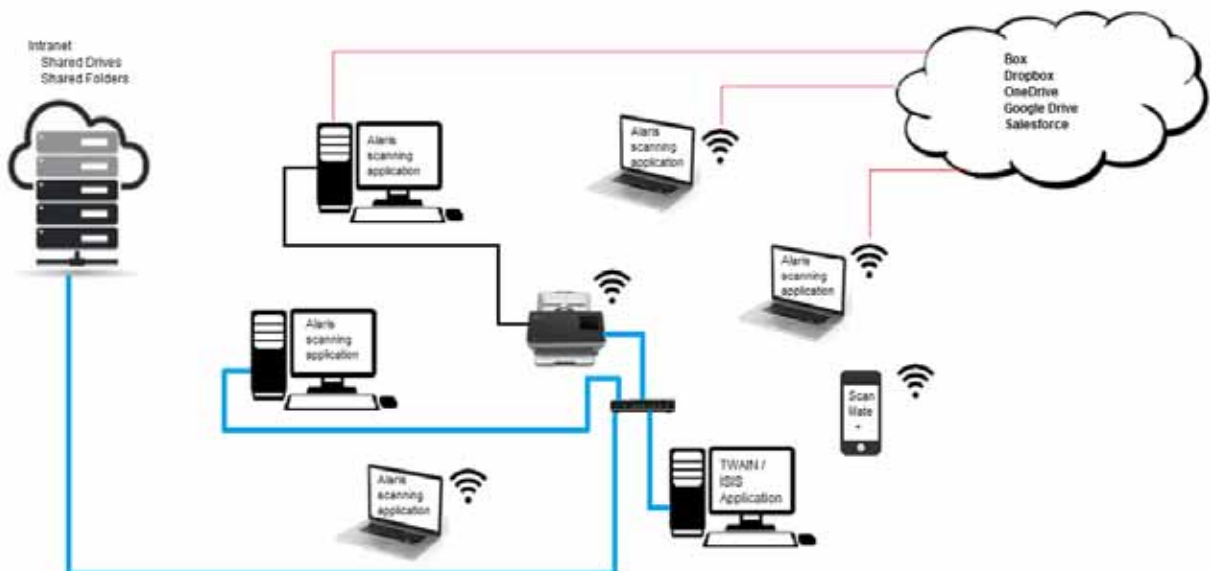 Intranet
Shared Drives
Shared Folders
Box
Dropbox
OneDrive
Google Drive
Salesforce
Alaris
scanning
application
Alaris
scanning
application
Alaris
scanning
application
Alaris
scanning
application
Scan
Mate
+
Alaris
scanning
application
TWAIN /
ISIS
Application